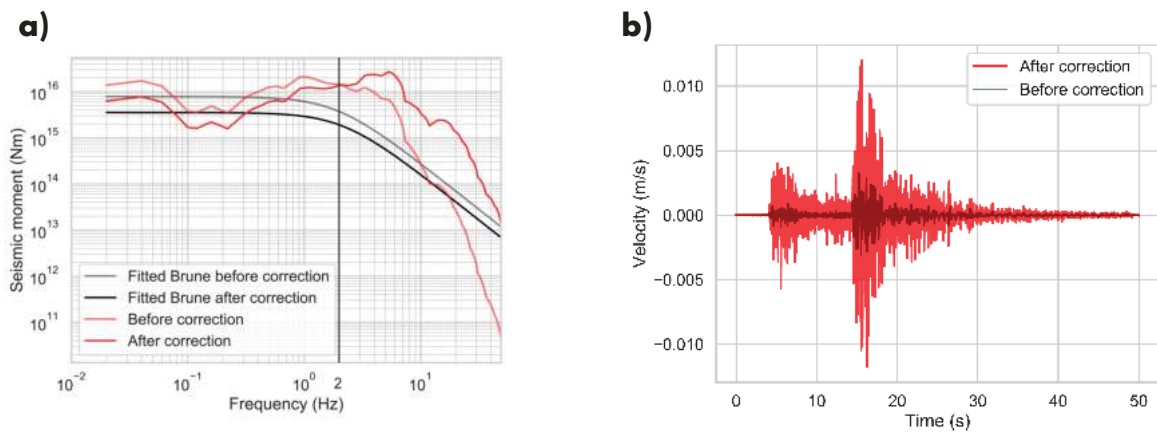 a)
10^16
10^15
10^14
10^13
10^12
10^11
Seismic moment (Nm)
Fitted Brune before correction
Fitted Brune after correction
Before correction
After correction
10^-2
10^-1
10^0
2
10^1
Frequency (Hz)
b)
After correction
Before correction
0.010
0.005
0.000
−0.005
−0.010
Velocity (m/s)
0
10
20
30
40
50
Time (s)